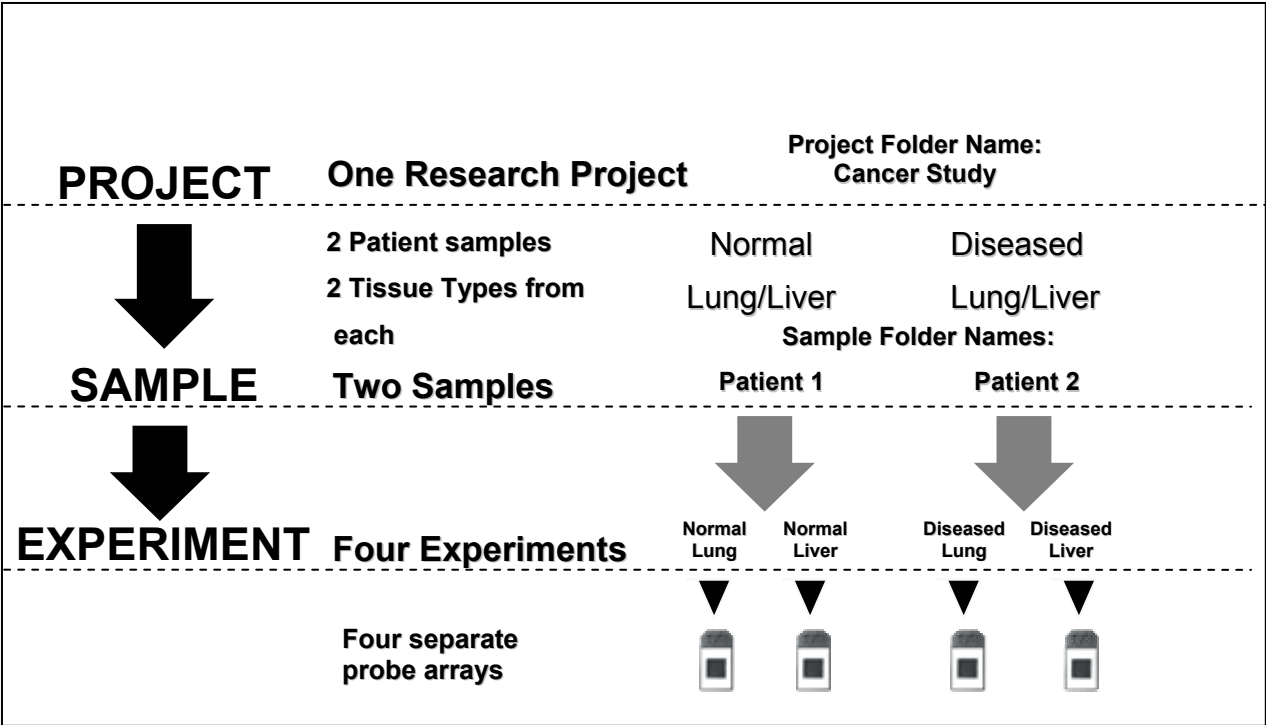 PROJECT
One Research Project
Project Folder Name:
Cancer Study
2 Patient samples
2 Tissue Types from
each
Normal
Lung/Liver
Diseased
Lung/Liver
Sample Folder Names:
SAMPLE
Two Samples
Patient 1
Patient 2
EXPERIMENT
Four Experiments
Normal
Lung
Normal
Liver
Diseased
Lung
Diseased
Liver
Four separate
probe arrays